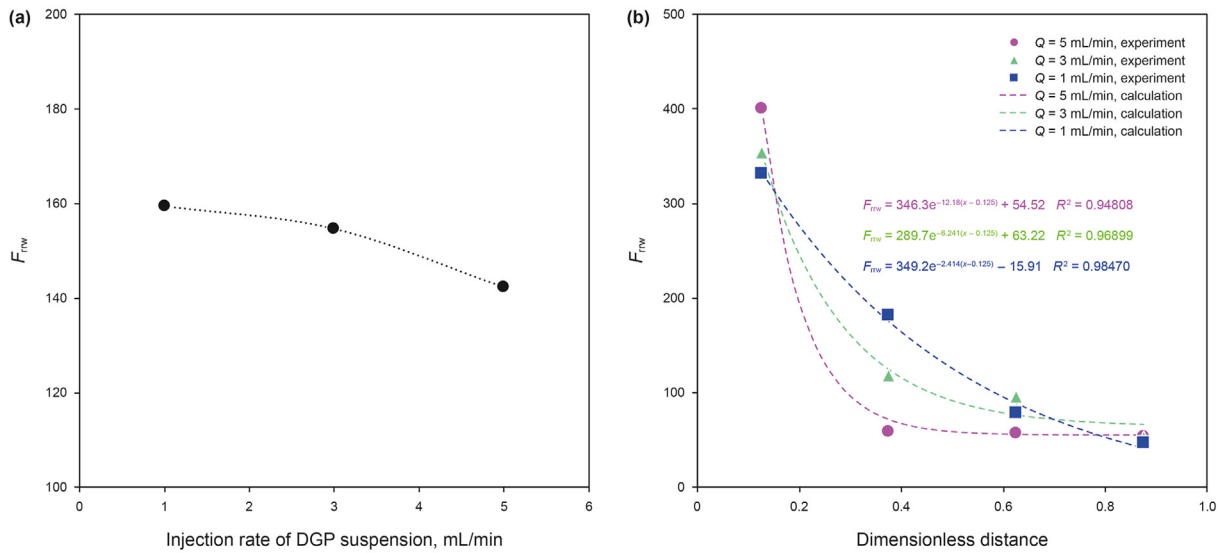 (a)
200
180
160
140
120
100
F_rrw
0 1 2 3 4 5 6
Injection rate of DGP suspension, mL/min
(b)
500
400
300
200
100
0
F_rrw
Q = 5 mL/min, experiment
Q = 3 mL/min, experiment
Q = 1 mL/min, experiment
Q = 5 mL/min, calculation
Q = 3 mL/min, calculation
Q = 1 mL/min, calculation
F_rrw = 346.3e^−12.18(x − 0.125) + 54.52 R² = 0.94808
F_rrw = 289.7e^−6.241(x − 0.125) + 63.22 R² = 0.96899
F_rrw = 349.2e^−2.414(x−0.125) − 15.91 R² = 0.98470
0 0.2 0.4 0.6 0.8 1.0
Dimensionless distance